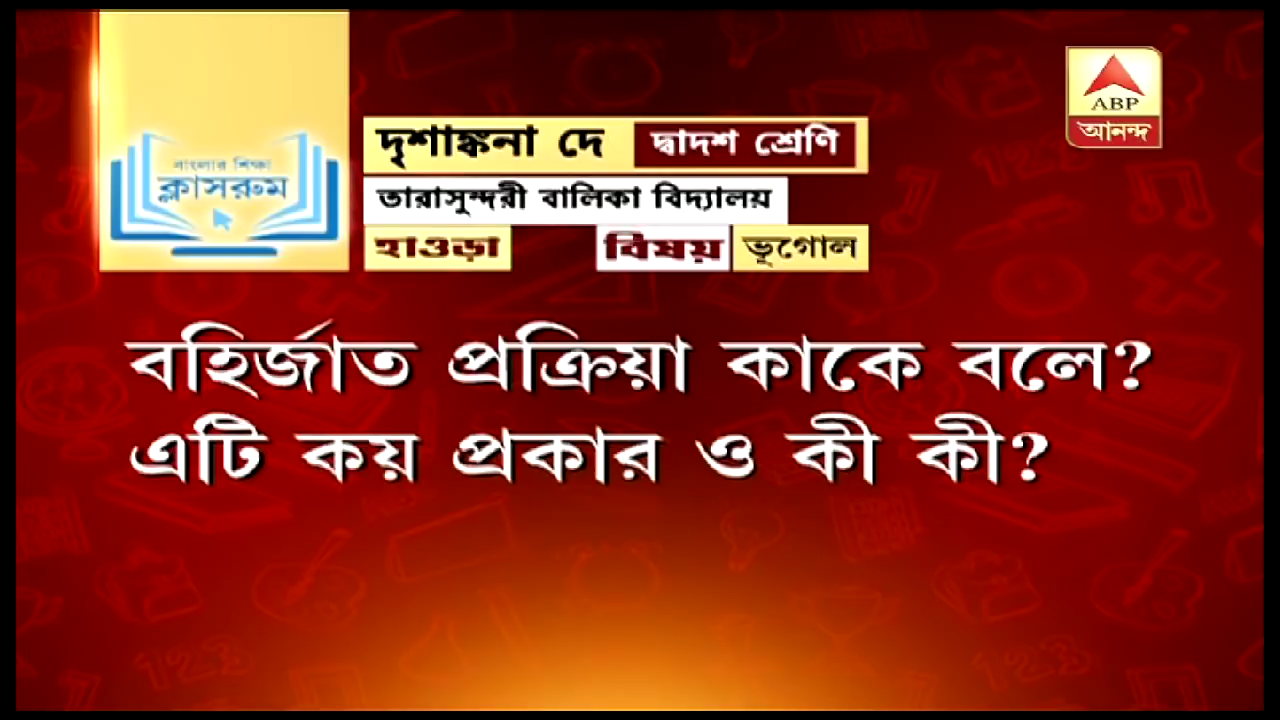 ABP
আনন্দ
দৃশাঙ্কনা দে দ্বাদশ শ্রেণি
বাংলার শিক্ষা
ক্লাসরুম
তারাসুন্দরী বালিকা বিদ্যালয়
হাওড়া বিষয় ভূগোল
বহির্জাত প্রক্রিয়া কাকে বলে?
এটি কয় প্রকার ও কী কী?